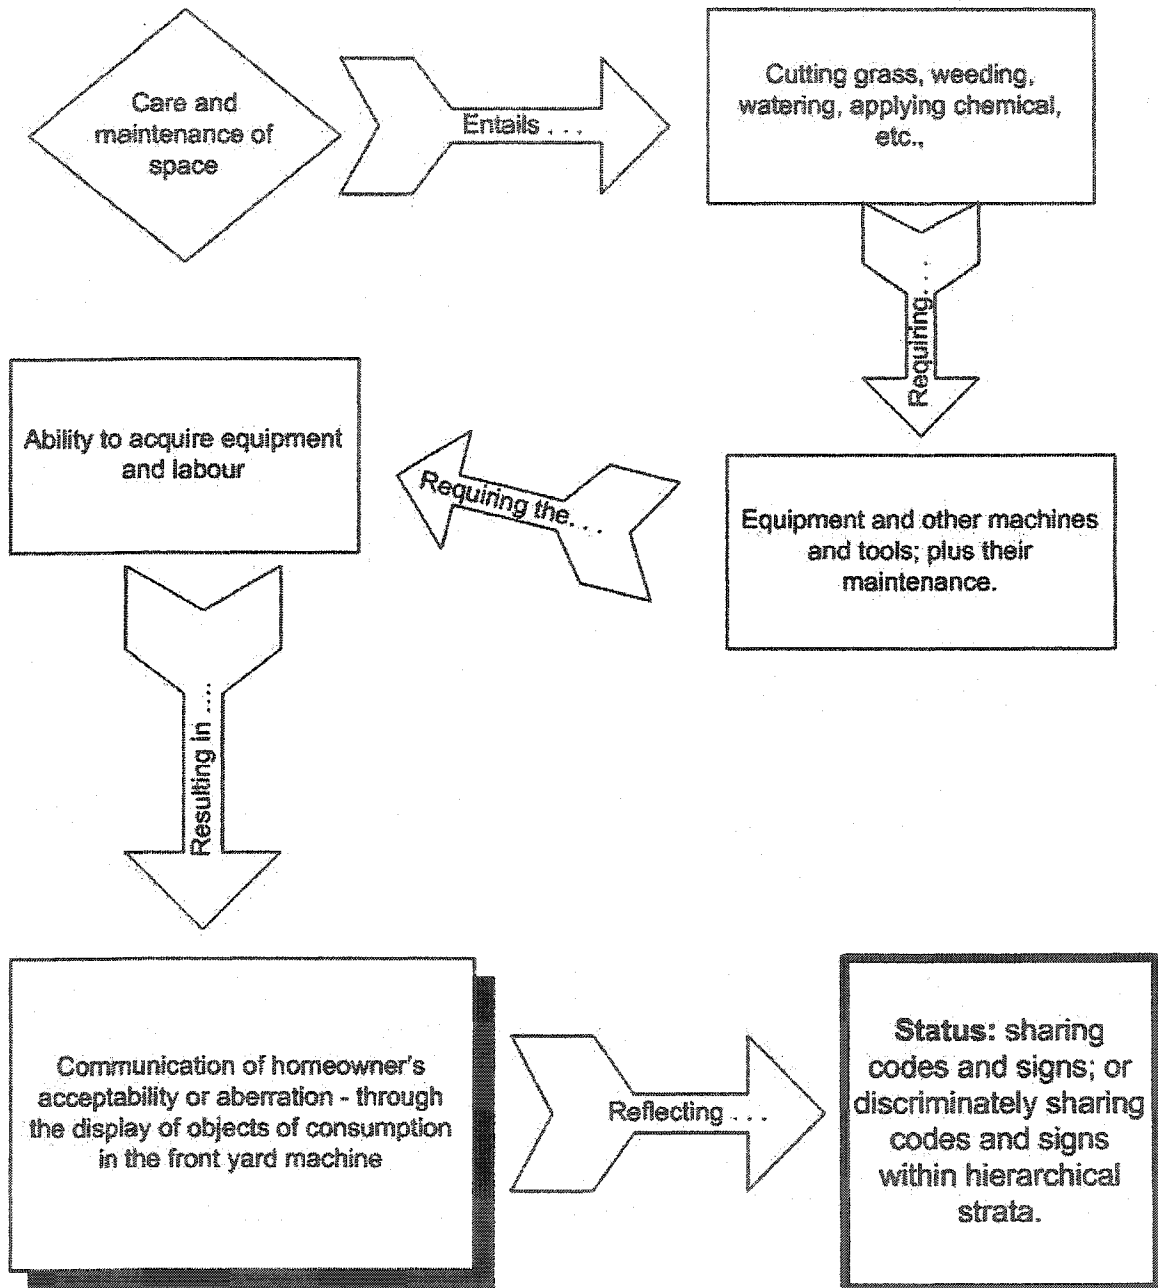 Care and
maintenance of
space
Entails . . .
Cutting grass, weeding,
watering, applying chemical,
etc.,
Requiring. . .
Equipment and other machines
and tools; plus their
maintenance.
Requiring the. . .
Ability to acquire equipment
and labour
Resulting in ....
Communication of homeowner's
acceptability or aberration - through
the display of objects of consumption
in the front yard machine
Reflecting . . .
Status: sharing
codes and signs; or
discriminately sharing
codes and signs
within hierarchical
strata.